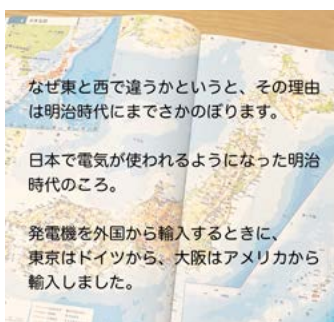 なぜ東と西で違うかというと、その理由
は明治時代にまでさかのぼります。
日本で電気が使われるようになった明治
時代のころ。
発電機を外国から輸入するときに、
東京はドイツから、大阪はアメリカから
輸入しました。